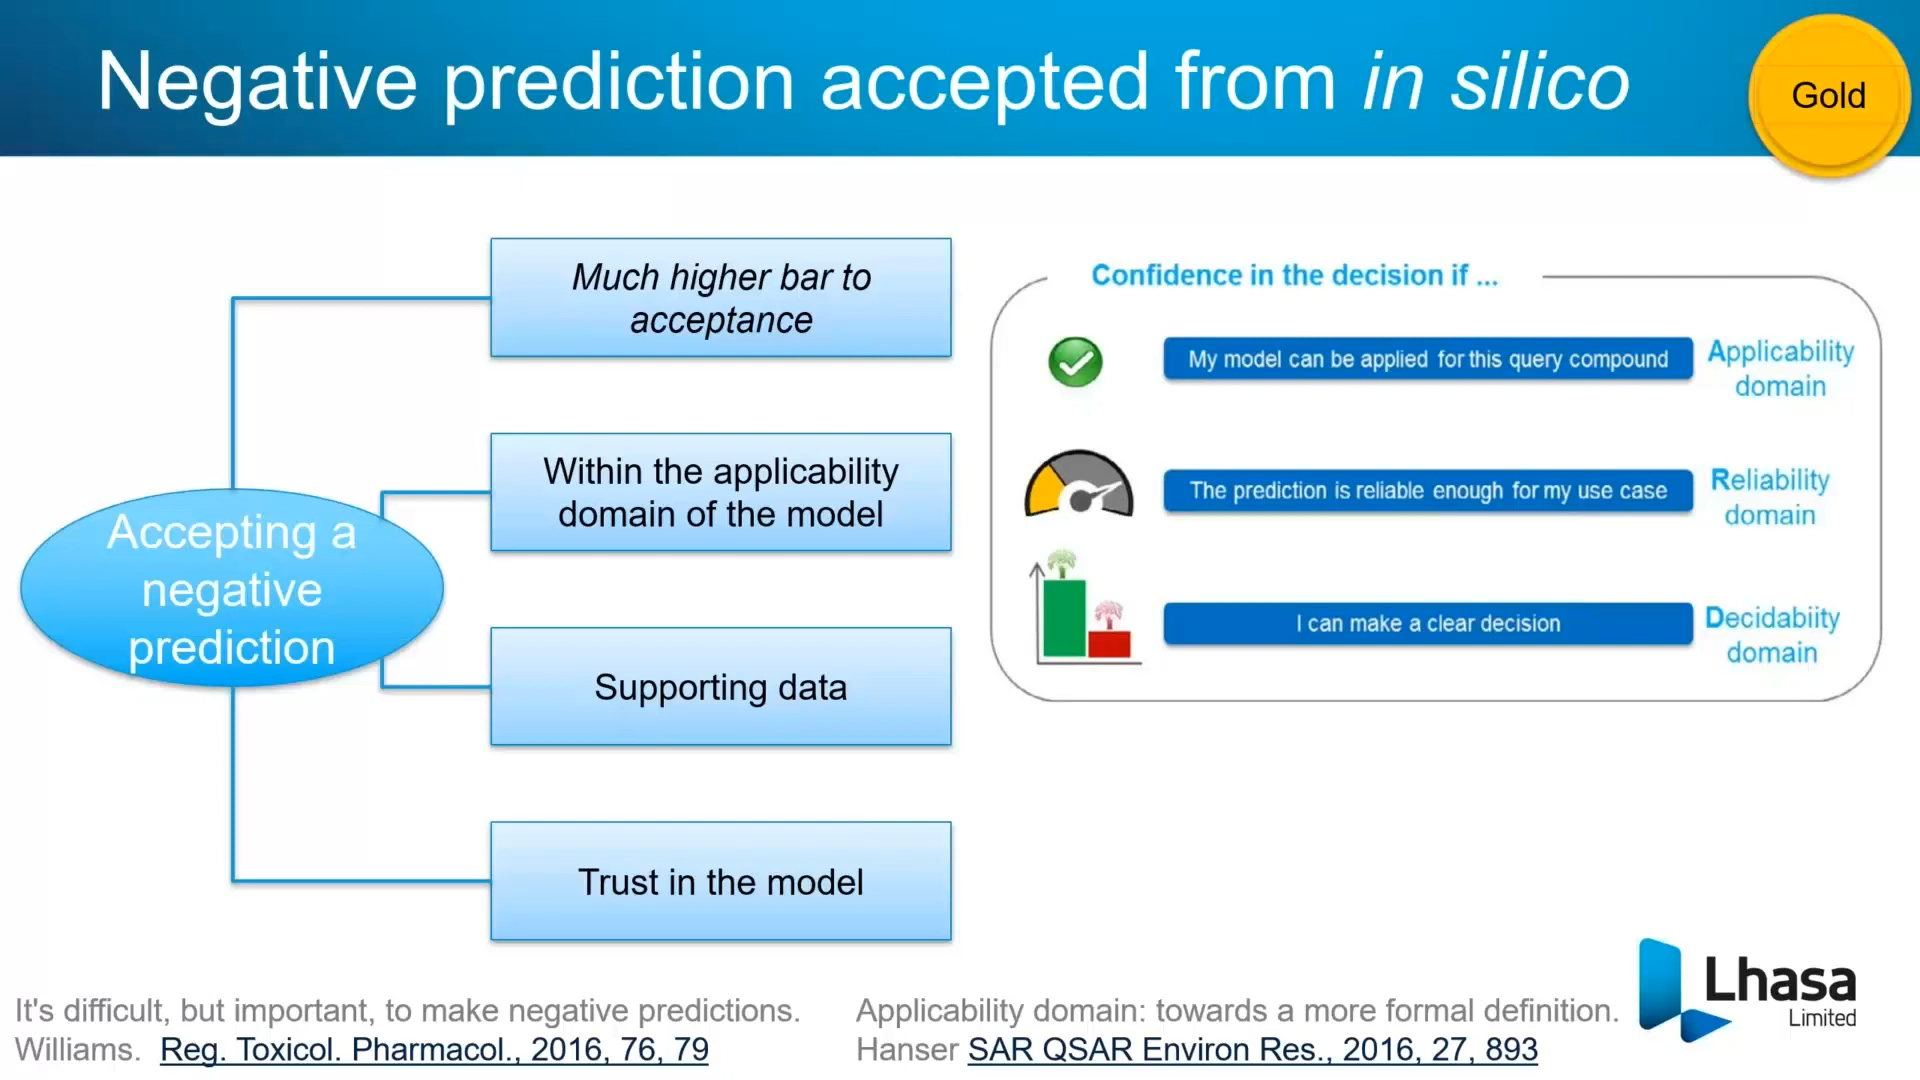 Negative prediction accepted from in silico
Gold
Accepting a
negative
prediction
Much higher bar to
acceptance
Within the applicability
domain of the model
Supporting data
Trust in the model
Confidence in the decision if ...
My model can be applied for this query compound
Applicability
domain
The prediction is reliable enough for my use case
Reliability
domain
I can make a clear decision
Decidabiity
domain
It's difficult, but important, to make negative predictions.
Williams. Reg. Toxicol. Pharmacol., 2016, 76, 79
Applicability domain: towards a more formal definition.
Hanser SAR QSAR Environ Res., 2016, 27, 893
Lhasa
Limited